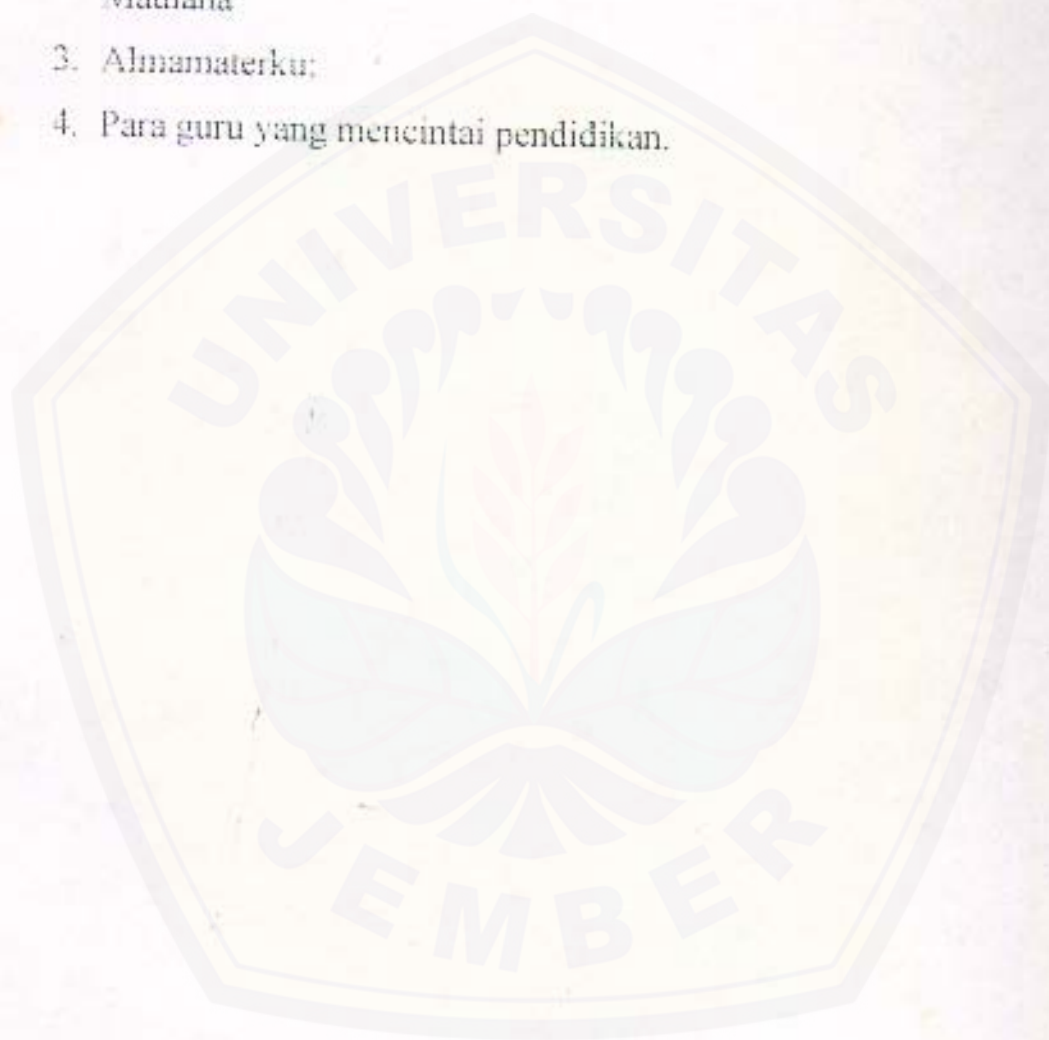 3. Almamaterku;
4. Para guru yang mencintai pendidikan.
UNIVERSITAS
JEMBER